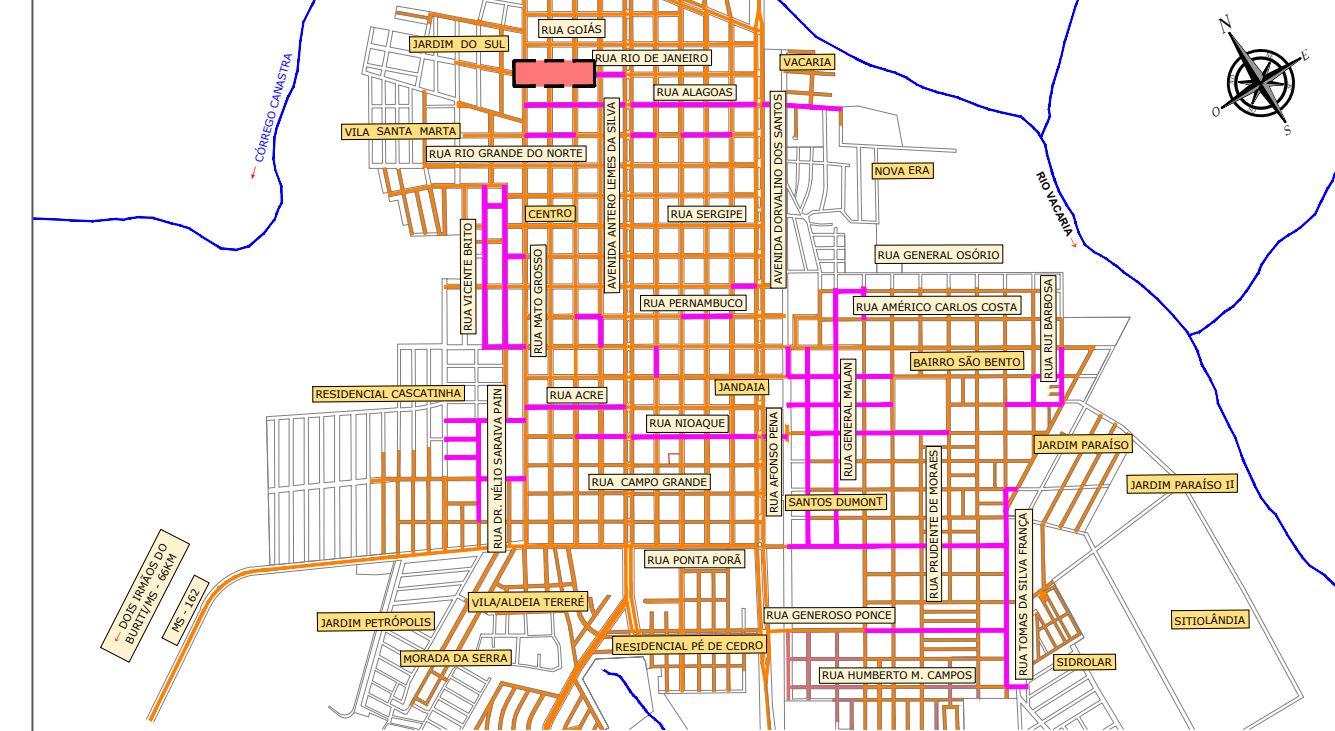 RUA GOIÁS
JARDIM DO SUL
RUA RIO DE JANEIRO
VACARIA
N
E
O
S
← CÓRREGO CANASTRA
RUA ALAGOAS
VILA SANTA MARTA
RUA RIO GRANDE DO NORTE
AVENIDA ANTERO LEMES DA SILVA
AVENIDA DORVALINO DOS SANTOS
NOVA ERA
RIO VACARIA →
CENTRO
RUA SERGIPE
RUA VICENTE BRITO
RUA MATO GROSSO
RUA GENERAL OSÓRIO
RUA PERNAMBUCO
RUA AMÉRICO CARLOS COSTA
RUA RUI BARBOSA
BAIRRO SÃO BENTO
RESIDENCIAL CASCATINHA
RUA ACRE
JANDAIA
RUA GENERAL MALAN
RUA DR. NÉLIO SARAIVA PAIN
RUA NIOAQUE
RUA AFONSO PENA
JARDIM PARAÍSO
RUA CAMPO GRANDE
SANTOS DUMONT
RUA PRUDENTE DE MORAES
JARDIM PARAÍSO II
RUA TOMAS DA SILVA FRANÇA
← DOIS IRMÃOS DO
BURITI/MS - 66KM
MS - 162
RUA PONTA PORÃ
VILA/ALDEIA TERERÉ
JARDIM PETRÓPOLIS
RUA GENEROSO PONCE
SITIOLÂNDIA
RESIDENCIAL PÉ DE CEDRO
MORADA DA SERRA
SIDROLAR
RUA HUMBERTO M. CAMPOS